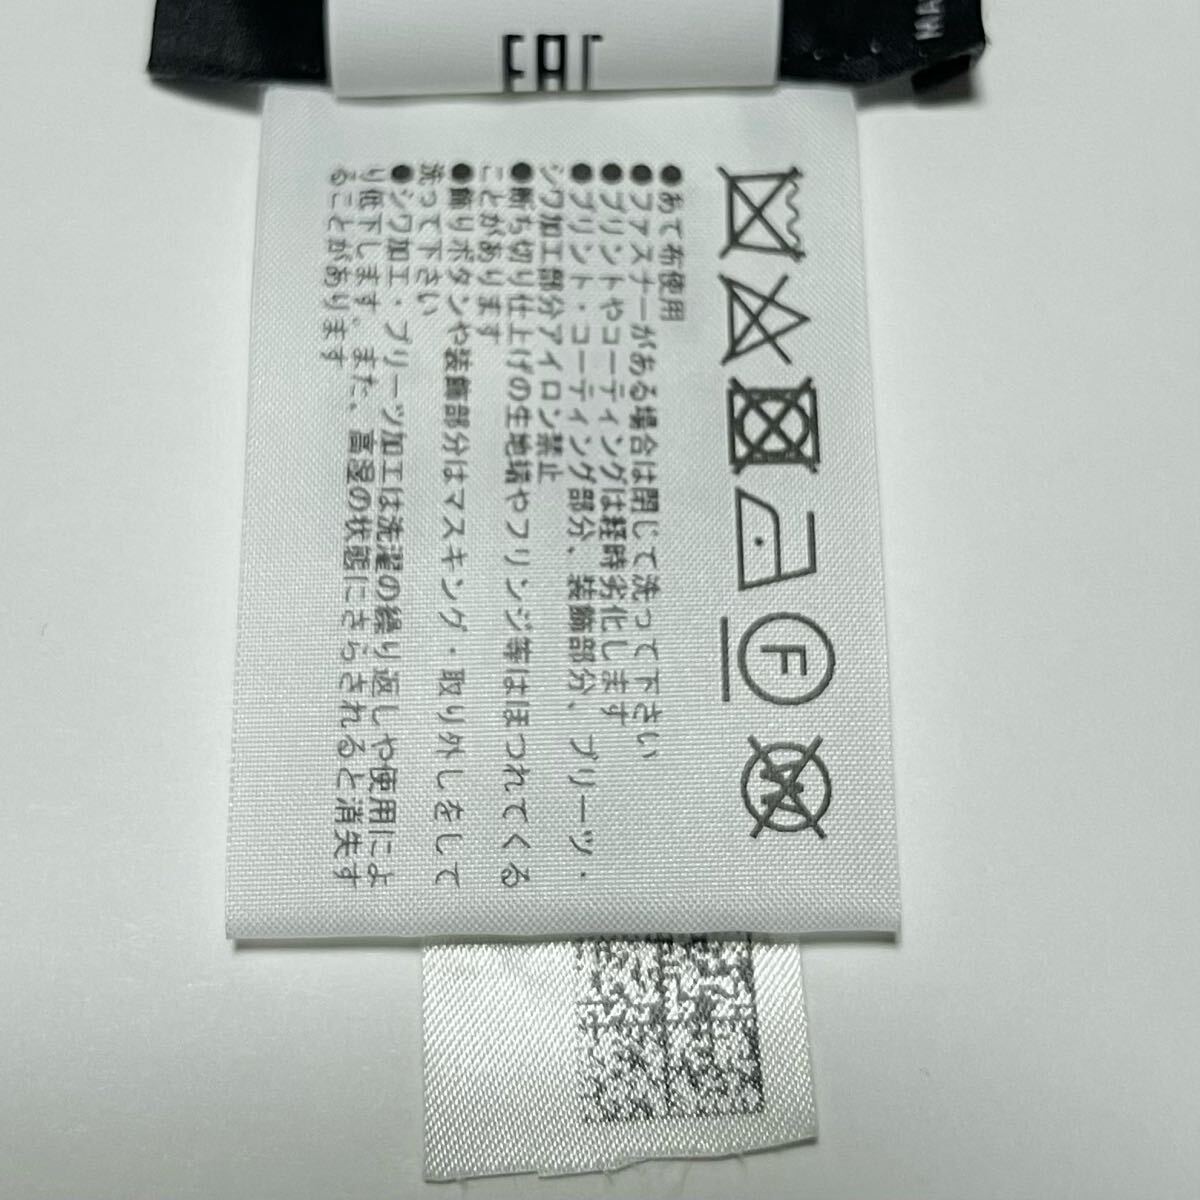 F
W
●あて布使用
●ファスナーがある場合は閉じて洗って下さい
●プリントやコーティングは経時劣化します
●プリント・コーティング部分、装飾部分、プリーツ・
シワ加工部分アイロン禁止
●断ち切り仕上げの生地端やフリンジ等はほつれてくる
ことがあります
●飾りボタンや装飾部分はマスキング・取り外しをして
洗って下さい
●シワ加工・プリーツ加工は洗濯の繰り返しや使用によ
り低下します。また、高湿の状態にさらされると消失す
ることがあります
MA